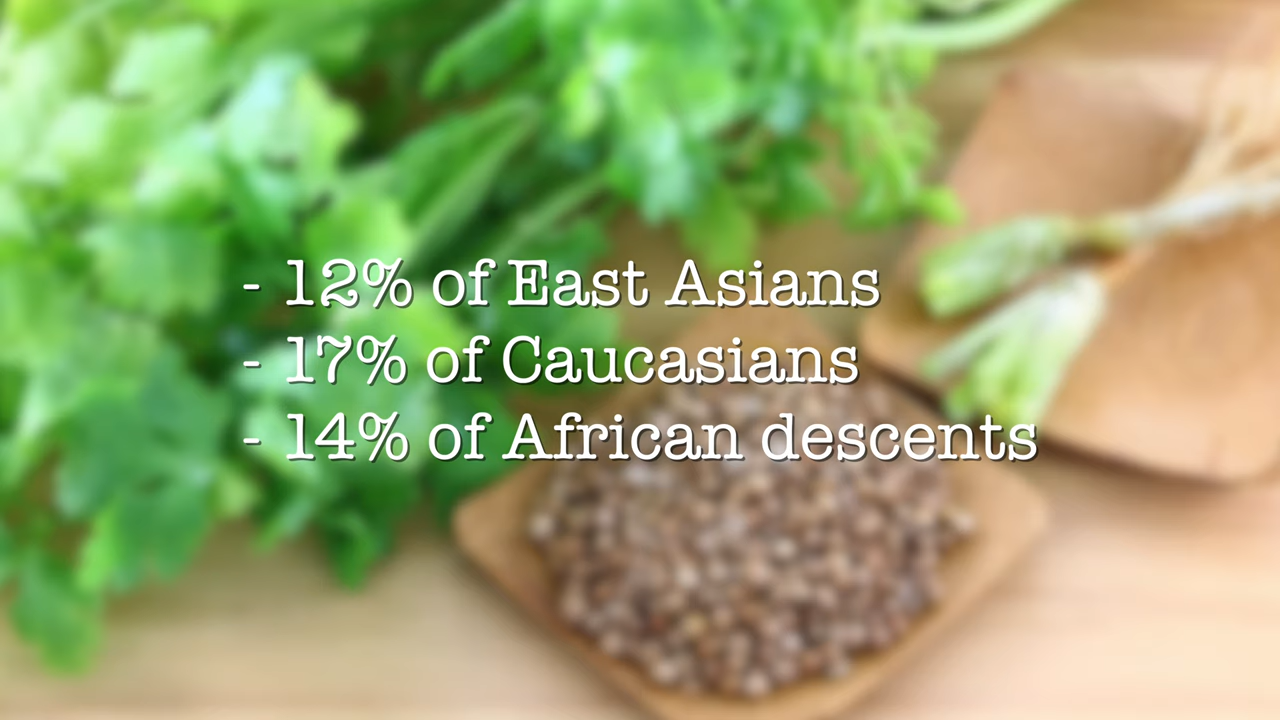 - 12% of East Asians
- 17% of Caucasians
- 14% of African descents